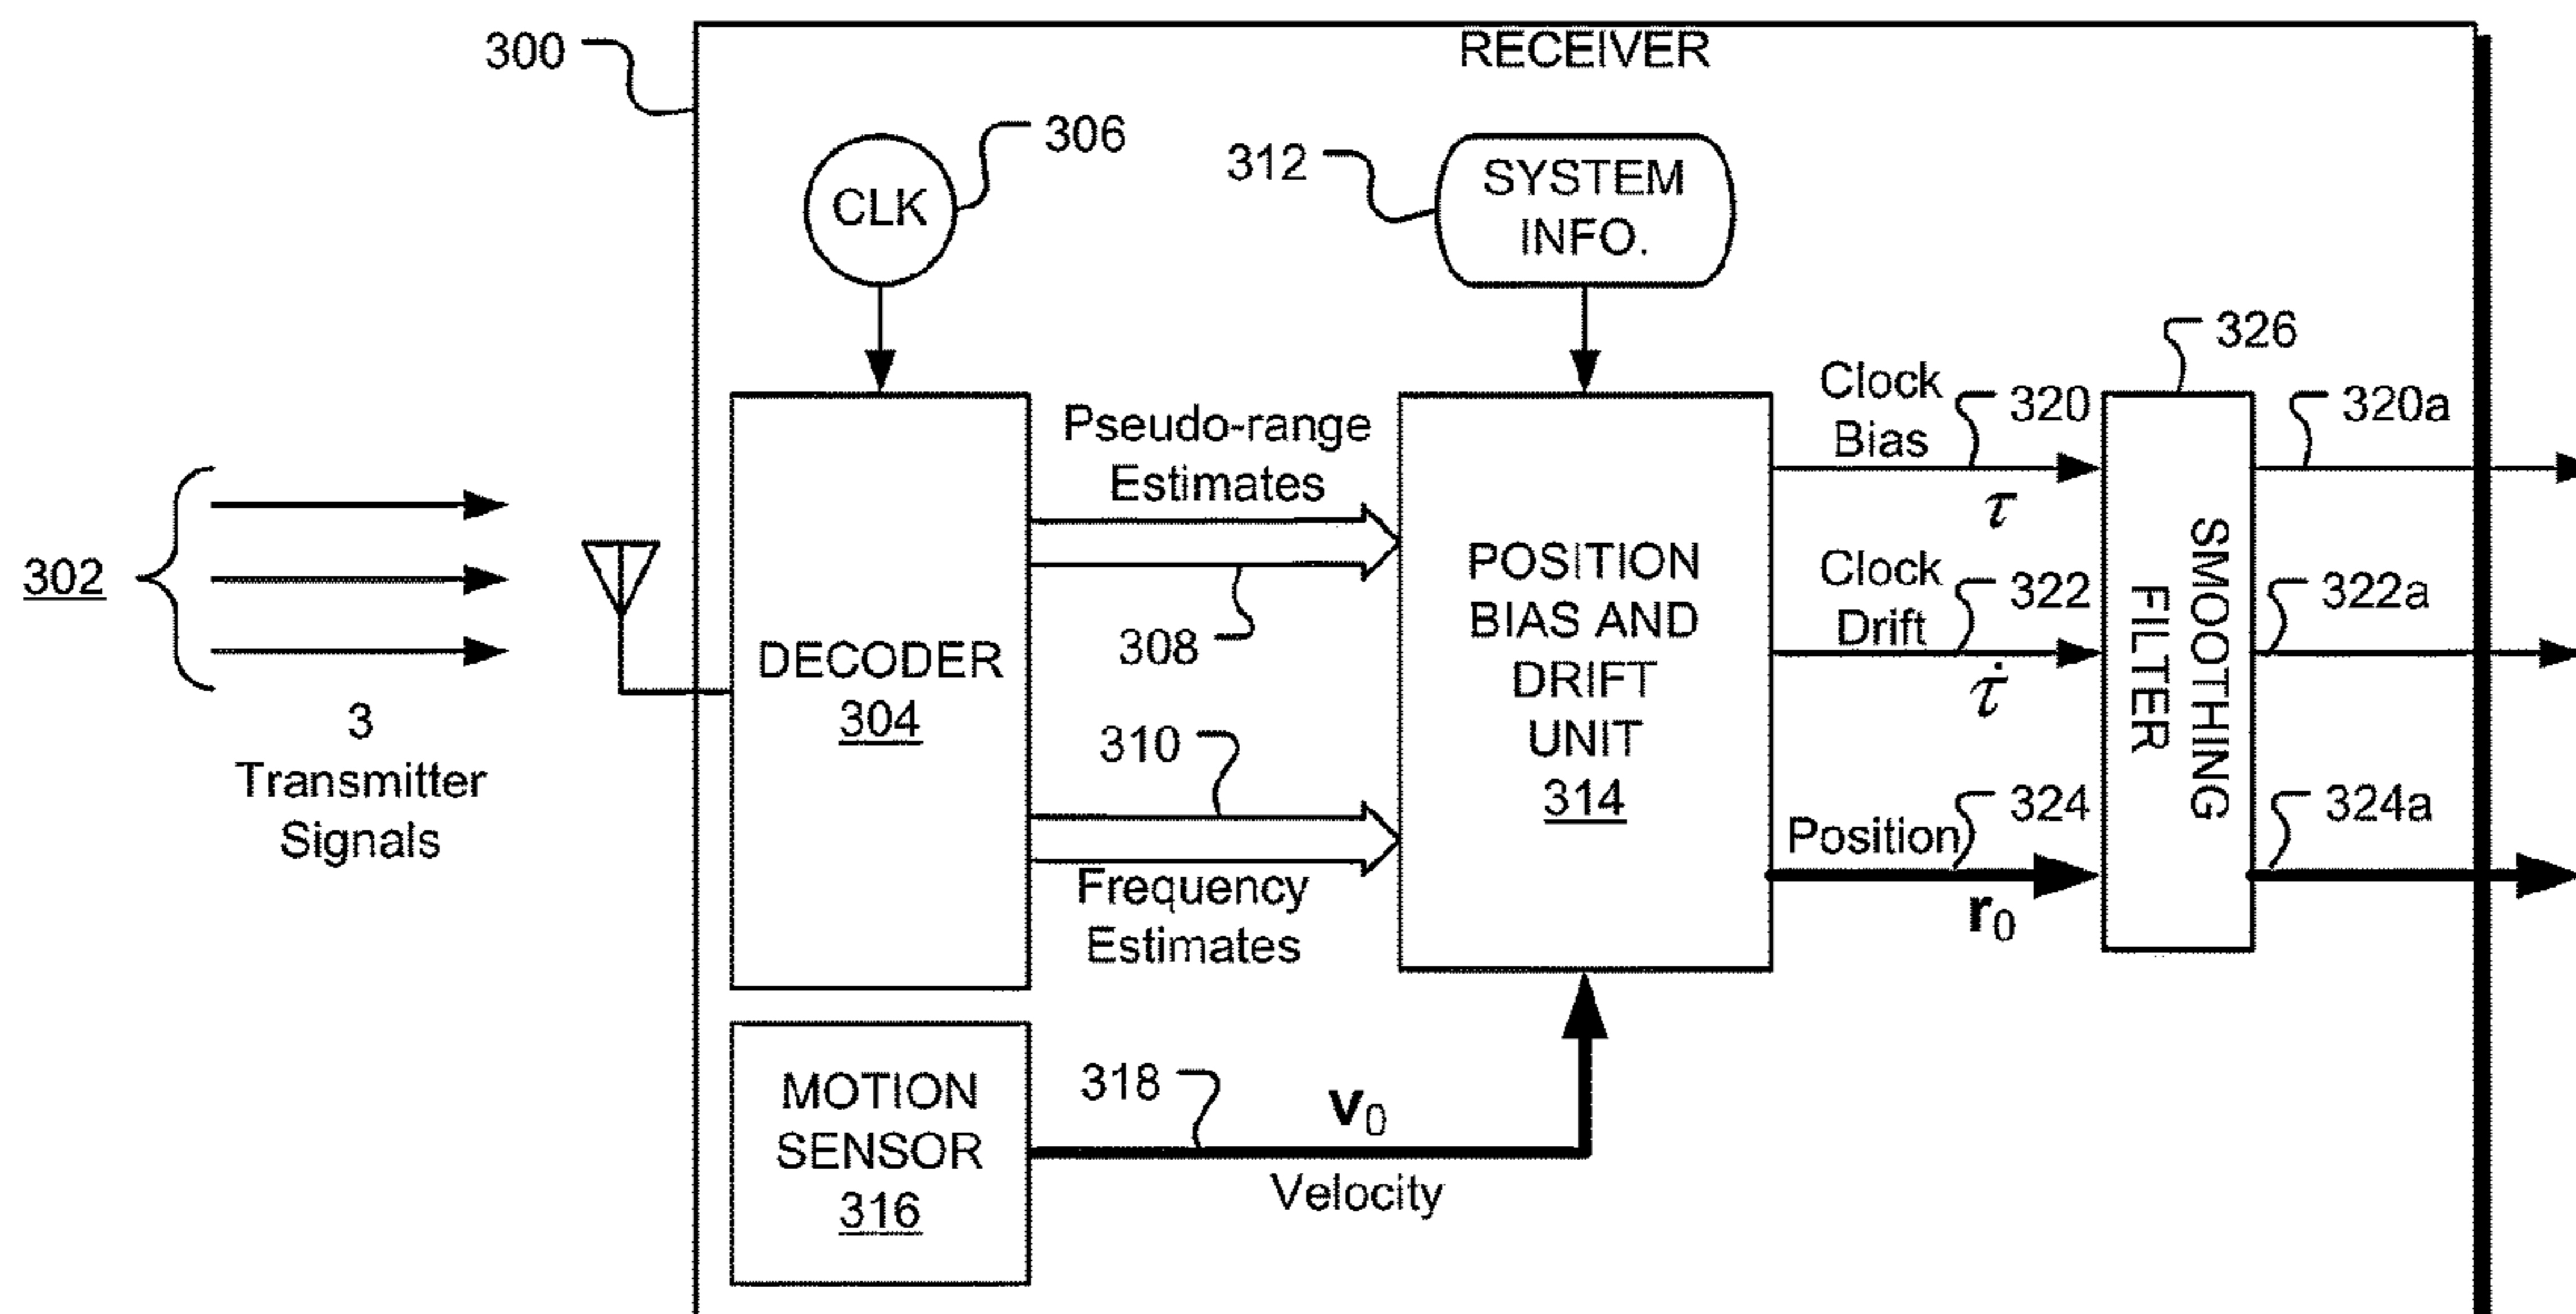 300
RECEIVER
306
CLK
312
SYSTEM
INFO.
326
302
3
Transmitter
Signals
DECODER
304
Pseudo-range
Estimates
308
310
Frequency
Estimates
POSITION
BIAS AND
DRIFT
UNIT
314
Clock
Bias
320
τ
Clock
Drift
322
τ̇
Position
324
r₀
SMOOTHING
FILTER
320a
322a
324a
MOTION
SENSOR
316
318
v₀
Velocity